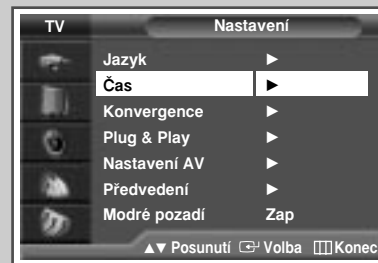 TV Nastavení
Jazyk ►
Čas ►
Konvergence ►
Plug & Play ►
Nastavení AV ►
Předvedení ►
Modré pozadí Zap
▲▼ Posunutí Volba Konec